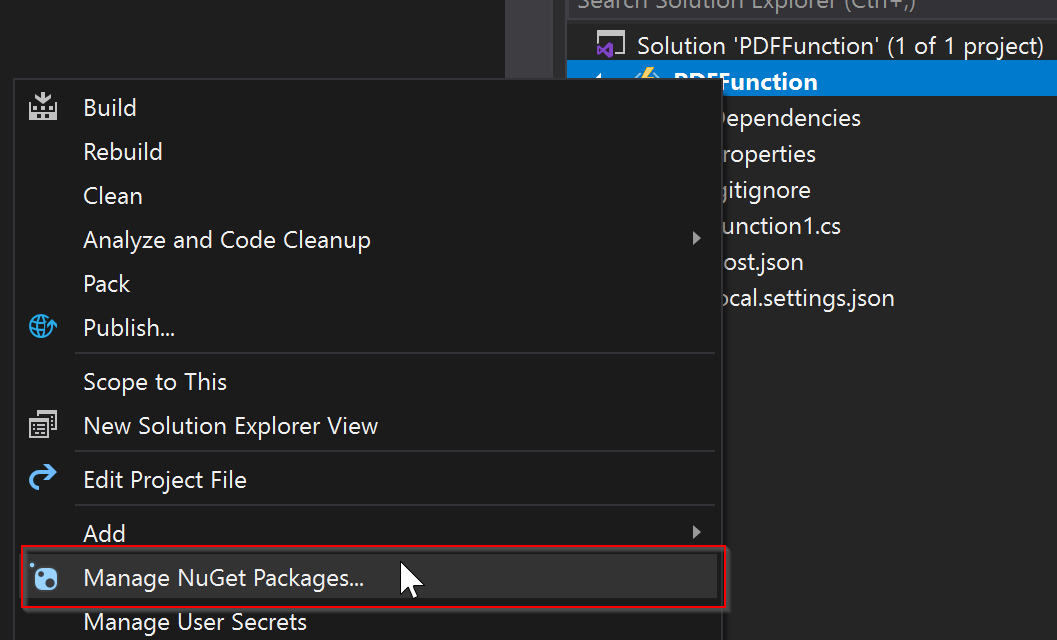 Search Solution Explorer (Ctrl+;)
Solution 'PDFFunction' (1 of 1 project)
PDFFunction
Build
ependencies
Rebuild
roperties
Clean
gitignore
Analyze and Code Cleanup
unction1.cs
Pack
ost.json
Publish...
ocal.settings.json
Scope to This
New Solution Explorer View
Edit Project File
Add
Manage NuGet Packages...
Manage User Secrets